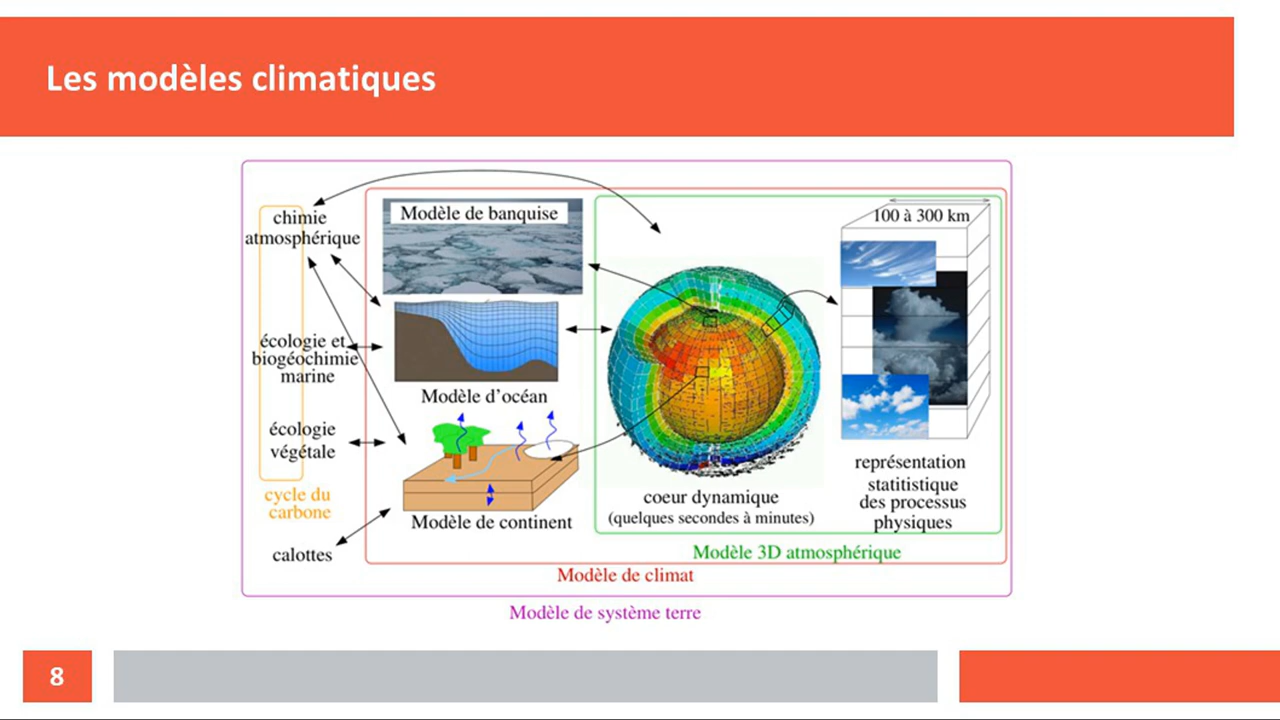 Les modèles climatiques
chimie
atmosphérique
Modèle de banquise
100 à 300 km
écologie et
biogéochimie
marine
Modèle d'océan
écologie
végétale
représentation
statitistique
des processus
physiques
coeur dynamique
(quelques secondes à minutes)
cycle du
carbone
Modèle de continent
calottes
Modèle 3D atmosphérique
Modèle de climat
Modèle de système terre
8